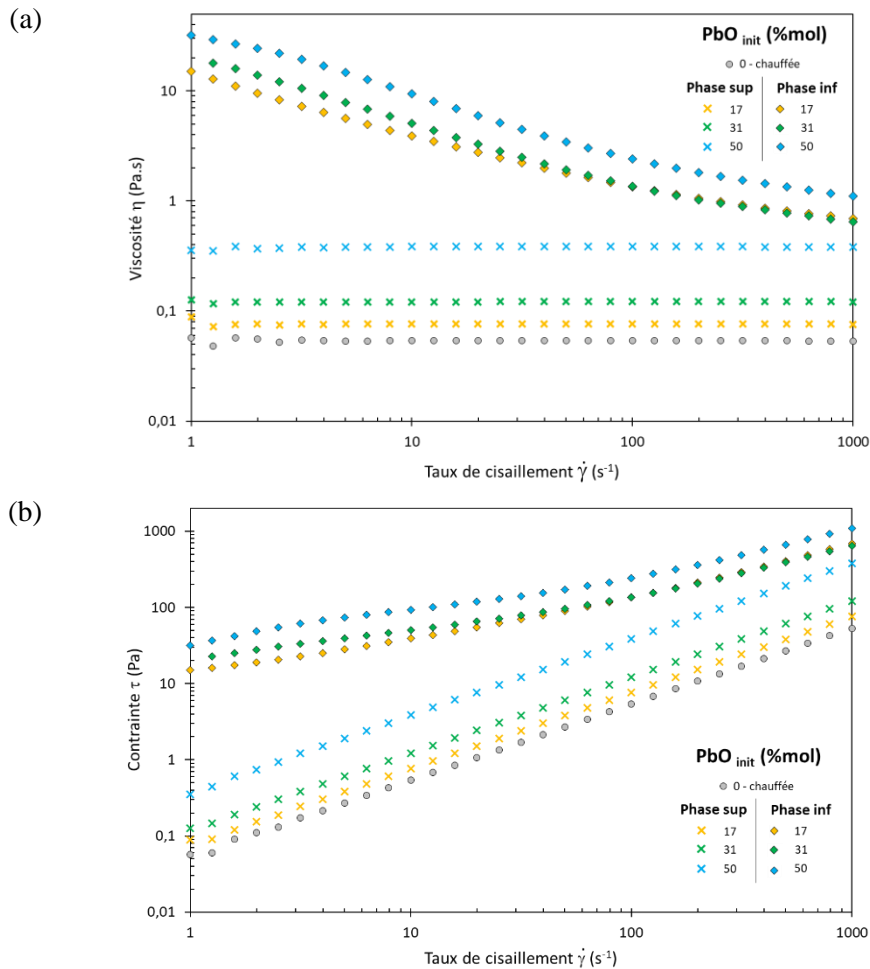 (a)
10
1
0,1
0,01
Viscosité η (Pa.s)
1
10
100
1000
Taux de cisaillement γ̇ (s⁻¹)
PbO init (%mol)
0 - chauffée
Phase sup
Phase inf
17
17
31
31
50
50
(b)
1000
100
10
1
0,1
0,01
Contrainte τ (Pa)
1
10
100
1000
Taux de cisaillement γ̇ (s⁻¹)
PbO init (%mol)
0 - chauffée
Phase sup
Phase inf
17
17
31
31
50
50